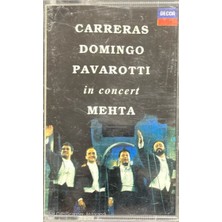 DECCA
CARRERAS
DOMINGO
PAVAROTTI
in concert
MEHTA